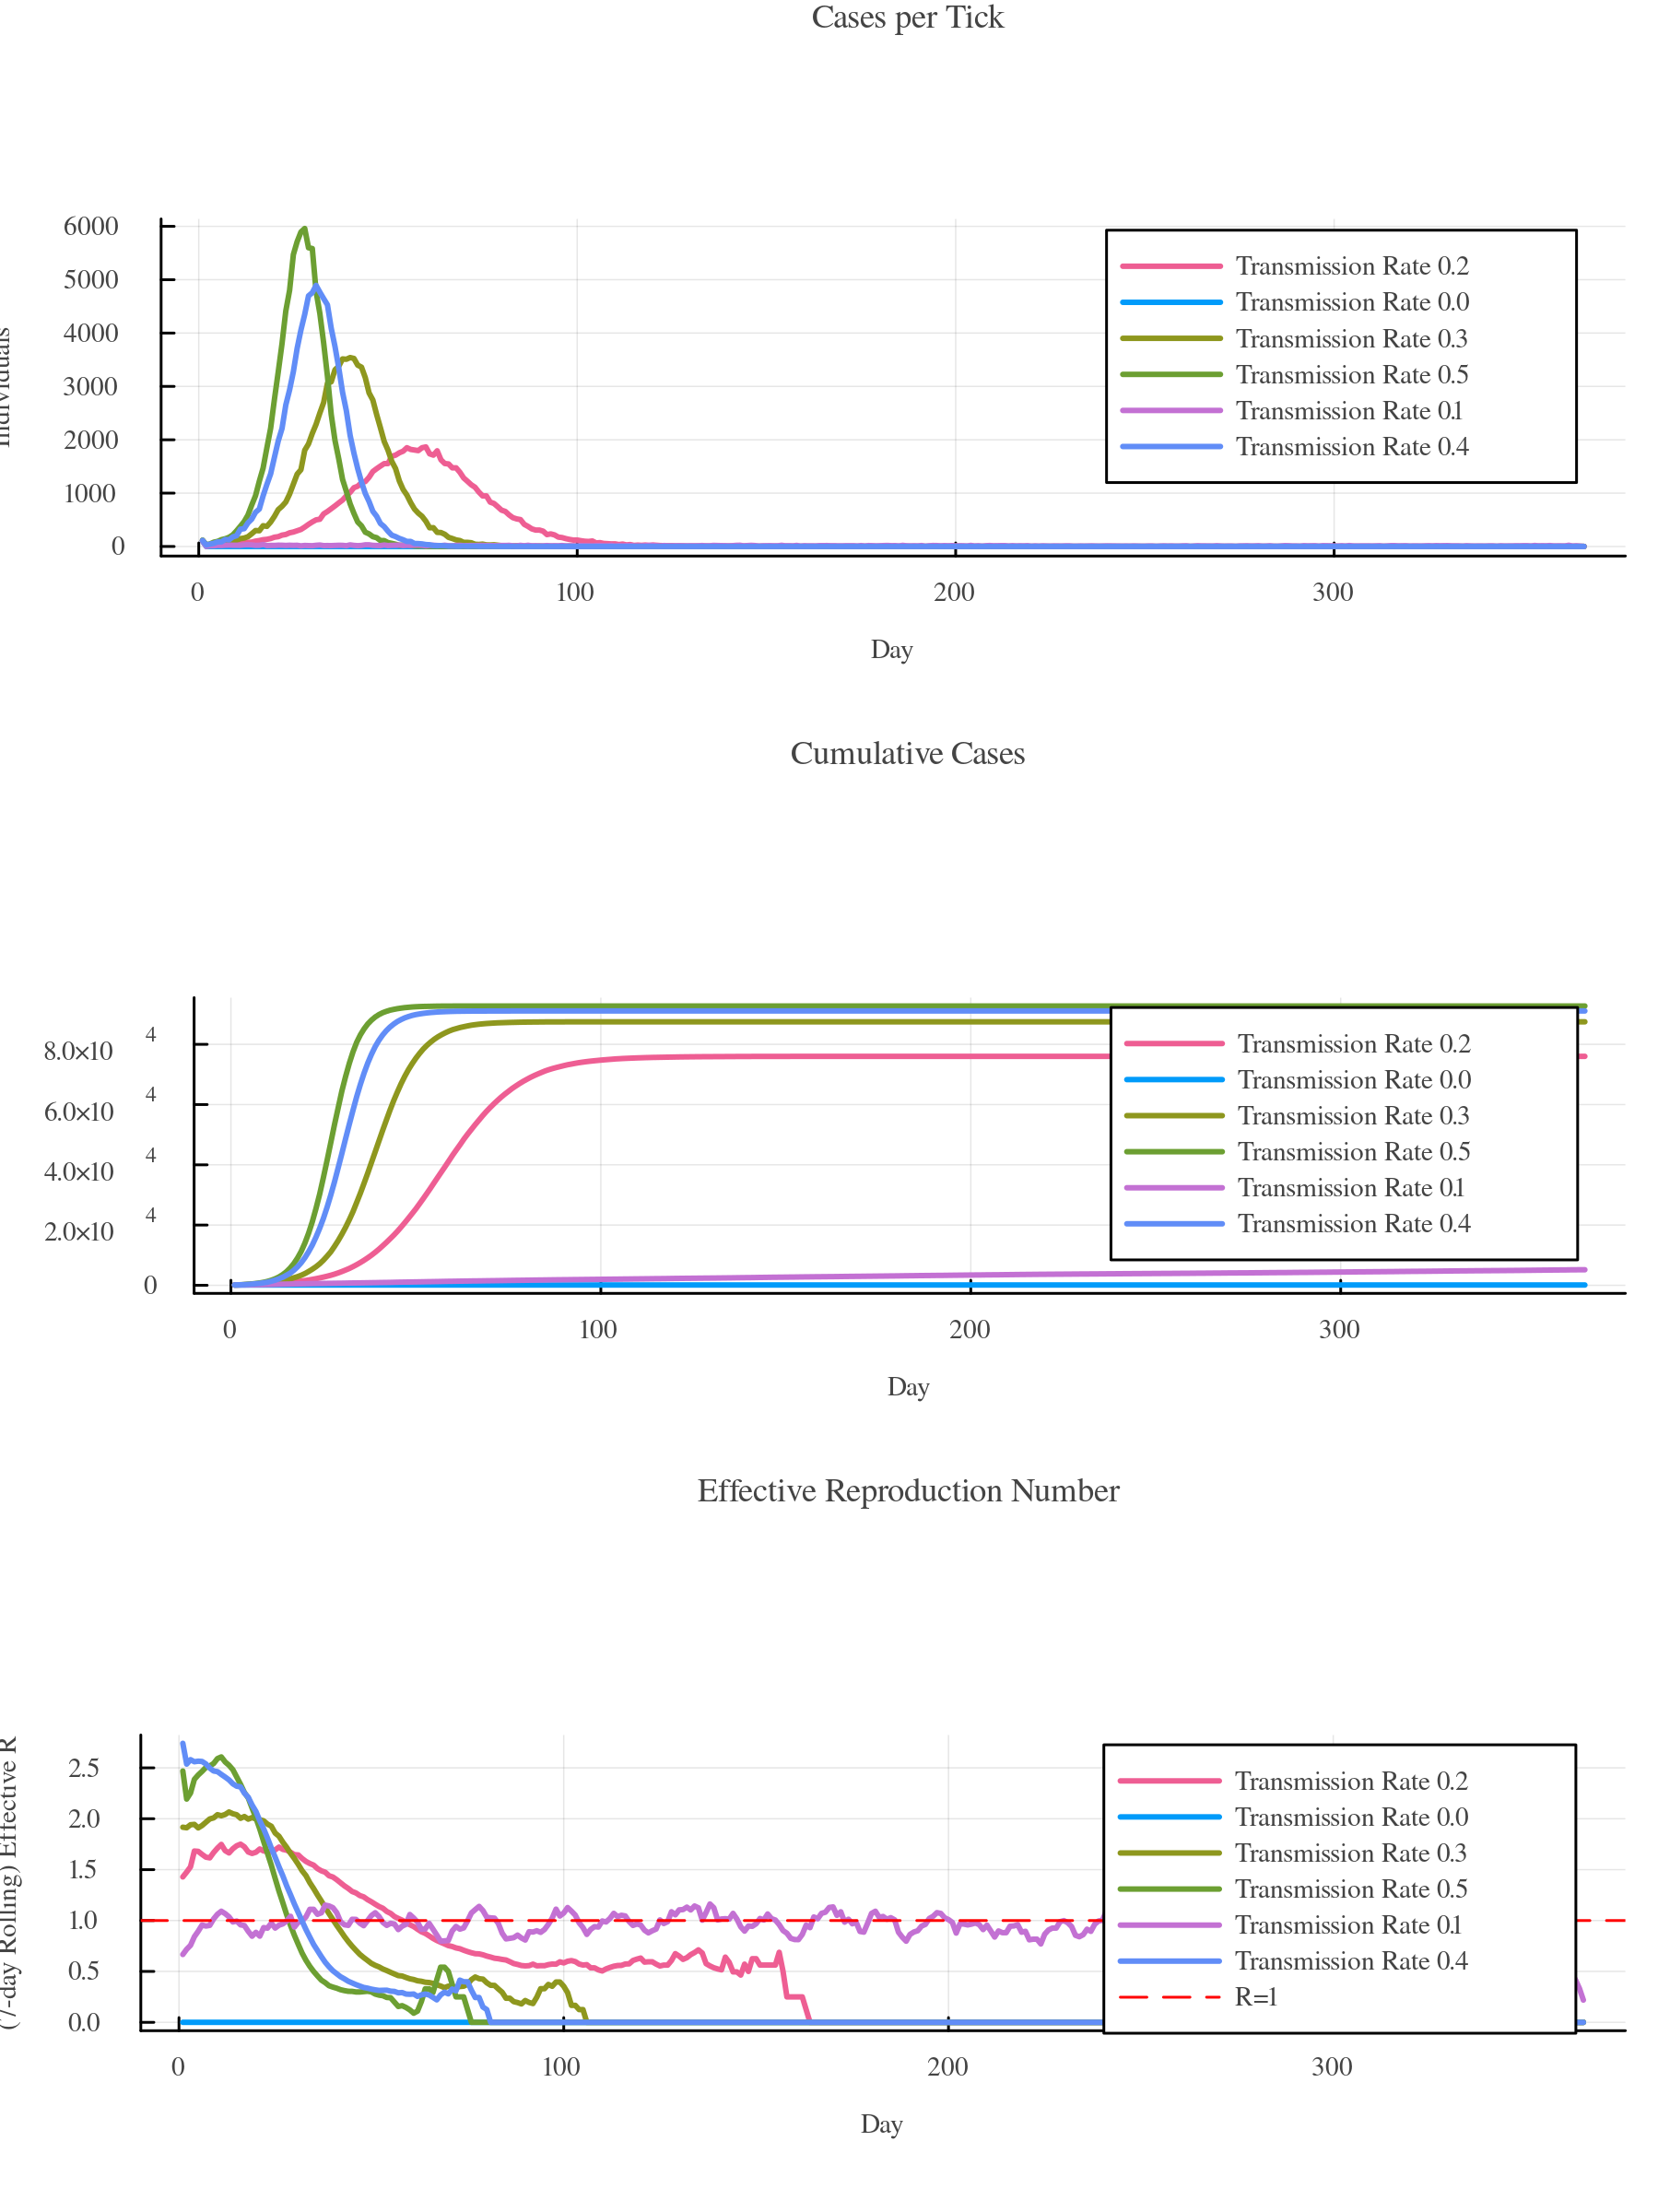 Cases per Tick
Individuals
6000
5000
4000
3000
2000
1000
0
Transmission Rate 0.2
Transmission Rate 0.0
Transmission Rate 0.3
Transmission Rate 0.5
Transmission Rate 0.1
Transmission Rate 0.4
0 100 200 300
Day
Cumulative Cases
8.0×10 4
6.0×10 4
4.0×10 4
2.0×10 4
0
Transmission Rate 0.2
Transmission Rate 0.0
Transmission Rate 0.3
Transmission Rate 0.5
Transmission Rate 0.1
Transmission Rate 0.4
0 100 200 300
Day
Effective Reproduction Number
(7-day Rolling) Effective R
2.5
2.0
1.5
1.0
0.5
0.0
Transmission Rate 0.2
Transmission Rate 0.0
Transmission Rate 0.3
Transmission Rate 0.5
Transmission Rate 0.1
Transmission Rate 0.4
R=1
0 100 200 300
Day